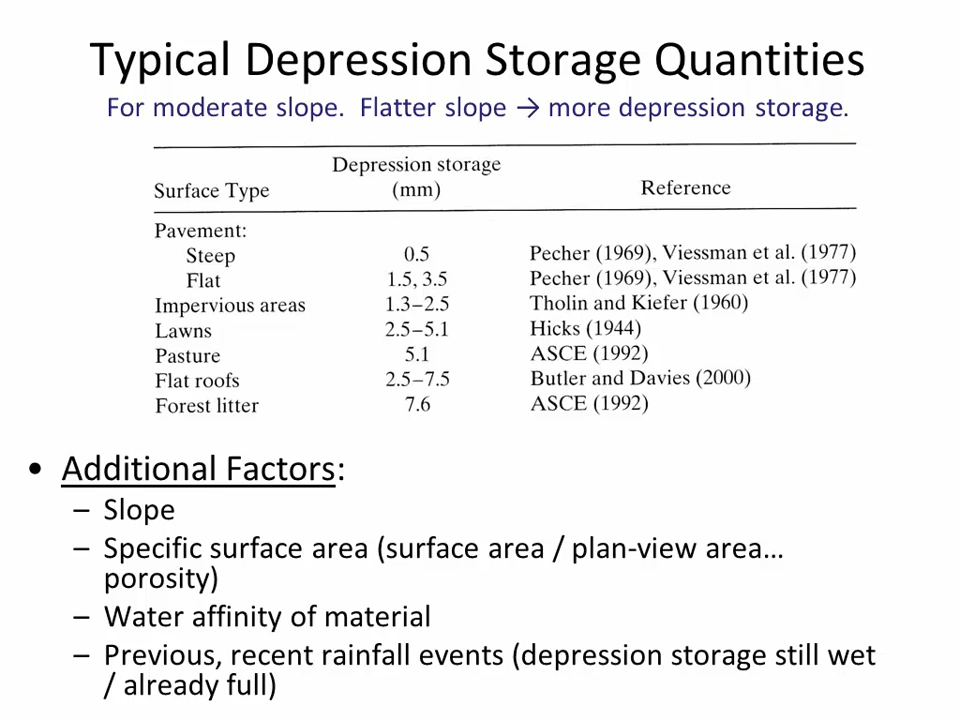 Typical Depression Storage Quantities
For moderate slope.  Flatter slope → more depression storage.
Depression storage
Surface Type (mm) Reference
Pavement:
Steep 0.5 Pecher (1969), Viessman et al. (1977)
Flat 1.5, 3.5 Pecher (1969), Viessman et al. (1977)
Impervious areas 1.3–2.5 Tholin and Kiefer (1960)
Lawns 2.5–5.1 Hicks (1944)
Pasture 5.1 ASCE (1992)
Flat roofs 2.5–7.5 Butler and Davies (2000)
Forest litter 7.6 ASCE (1992)
• Additional Factors:
– Slope
– Specific surface area (surface area / plan-view area…
porosity)
– Water affinity of material
– Previous, recent rainfall events (depression storage still wet
/ already full)